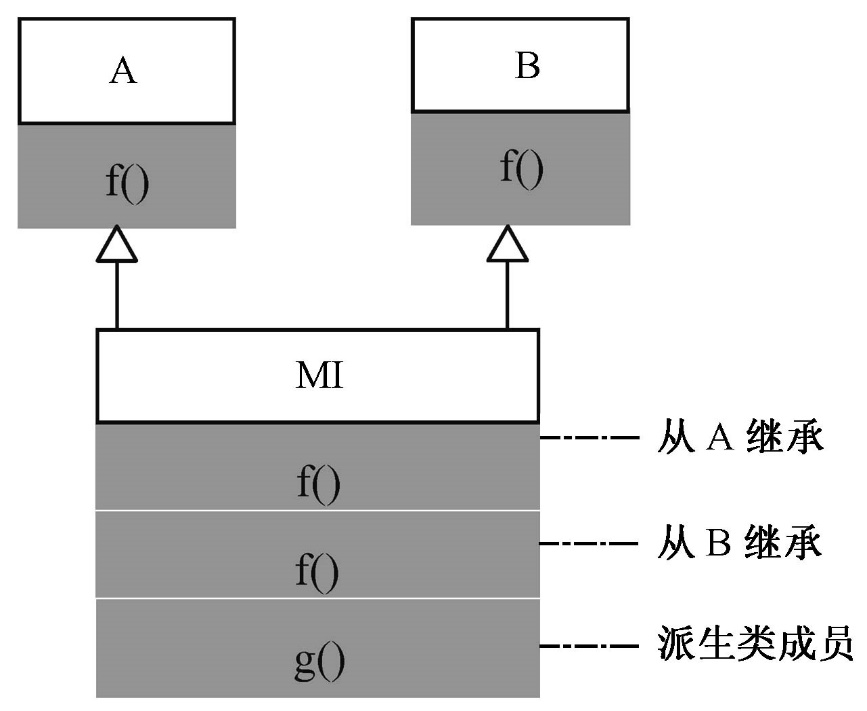 A
B
f()
f()
MI
从 A 继承
f()
从 B 继承
f()
派生类成员
g()